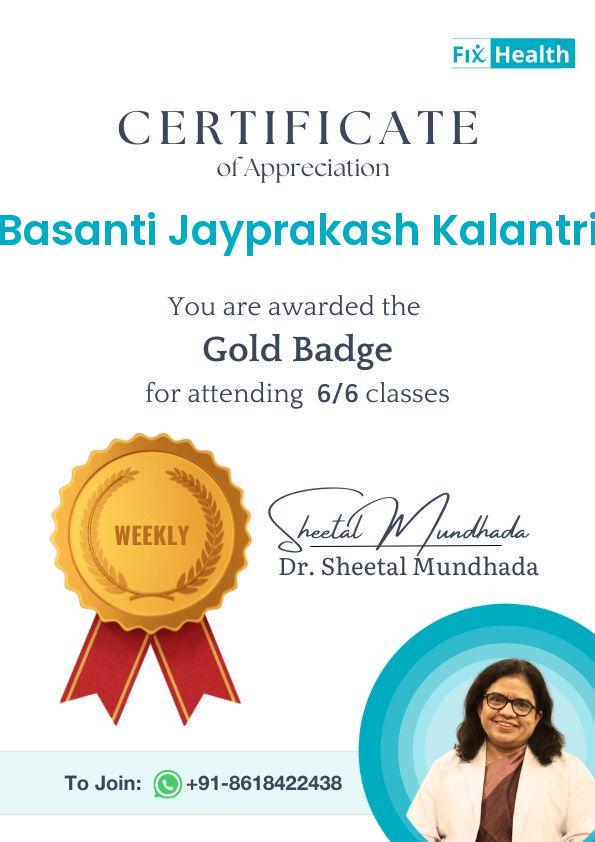 Fix Health
CERTIFICATE
of Appreciation
Basanti Jayprakash Kalantri
You are awarded the
Gold Badge
for attending 6/6 classes
WEEKLY
Sheetal Mundhada
Dr. Sheetal Mundhada
To Join: +91-8618422438